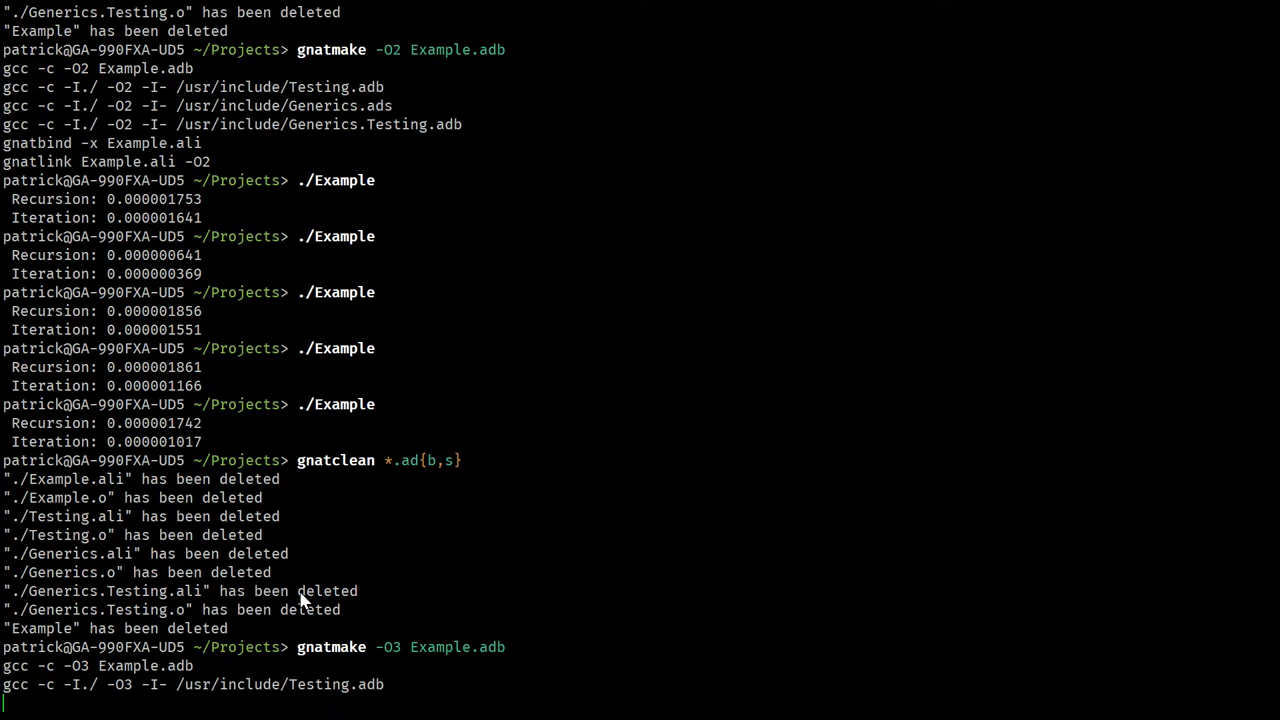 "./Generics.Testing.o" has been deleted
"Example" has been deleted
patrick@GA-990FXA-UD5 ~/Projects> gnatmake -O2 Example.adb
gcc -c -O2 Example.adb
gcc -c -I./ -O2 -I- /usr/include/Testing.adb
gcc -c -I./ -O2 -I- /usr/include/Generics.ads
gcc -c -I./ -O2 -I- /usr/include/Generics.Testing.adb
gnatbind -x Example.ali
gnatlink Example.ali -O2
patrick@GA-990FXA-UD5 ~/Projects> ./Example
 Recursion: 0.000001753
 Iteration: 0.000001641
patrick@GA-990FXA-UD5 ~/Projects> ./Example
 Recursion: 0.000000641
 Iteration: 0.000000369
patrick@GA-990FXA-UD5 ~/Projects> ./Example
 Recursion: 0.000001856
 Iteration: 0.000001551
patrick@GA-990FXA-UD5 ~/Projects> ./Example
 Recursion: 0.000001861
 Iteration: 0.000001166
patrick@GA-990FXA-UD5 ~/Projects> ./Example
 Recursion: 0.000001742
 Iteration: 0.000001017
patrick@GA-990FXA-UD5 ~/Projects> gnatclean *.ad{b,s}
"./Example.ali" has been deleted
"./Example.o" has been deleted
"./Testing.ali" has been deleted
"./Testing.o" has been deleted
"./Generics.ali" has been deleted
"./Generics.o" has been deleted
"./Generics.Testing.ali" has been deleted
"./Generics.Testing.o" has been deleted
"Example" has been deleted
patrick@GA-990FXA-UD5 ~/Projects> gnatmake -O3 Example.adb
gcc -c -O3 Example.adb
gcc -c -I./ -O3 -I- /usr/include/Testing.adb